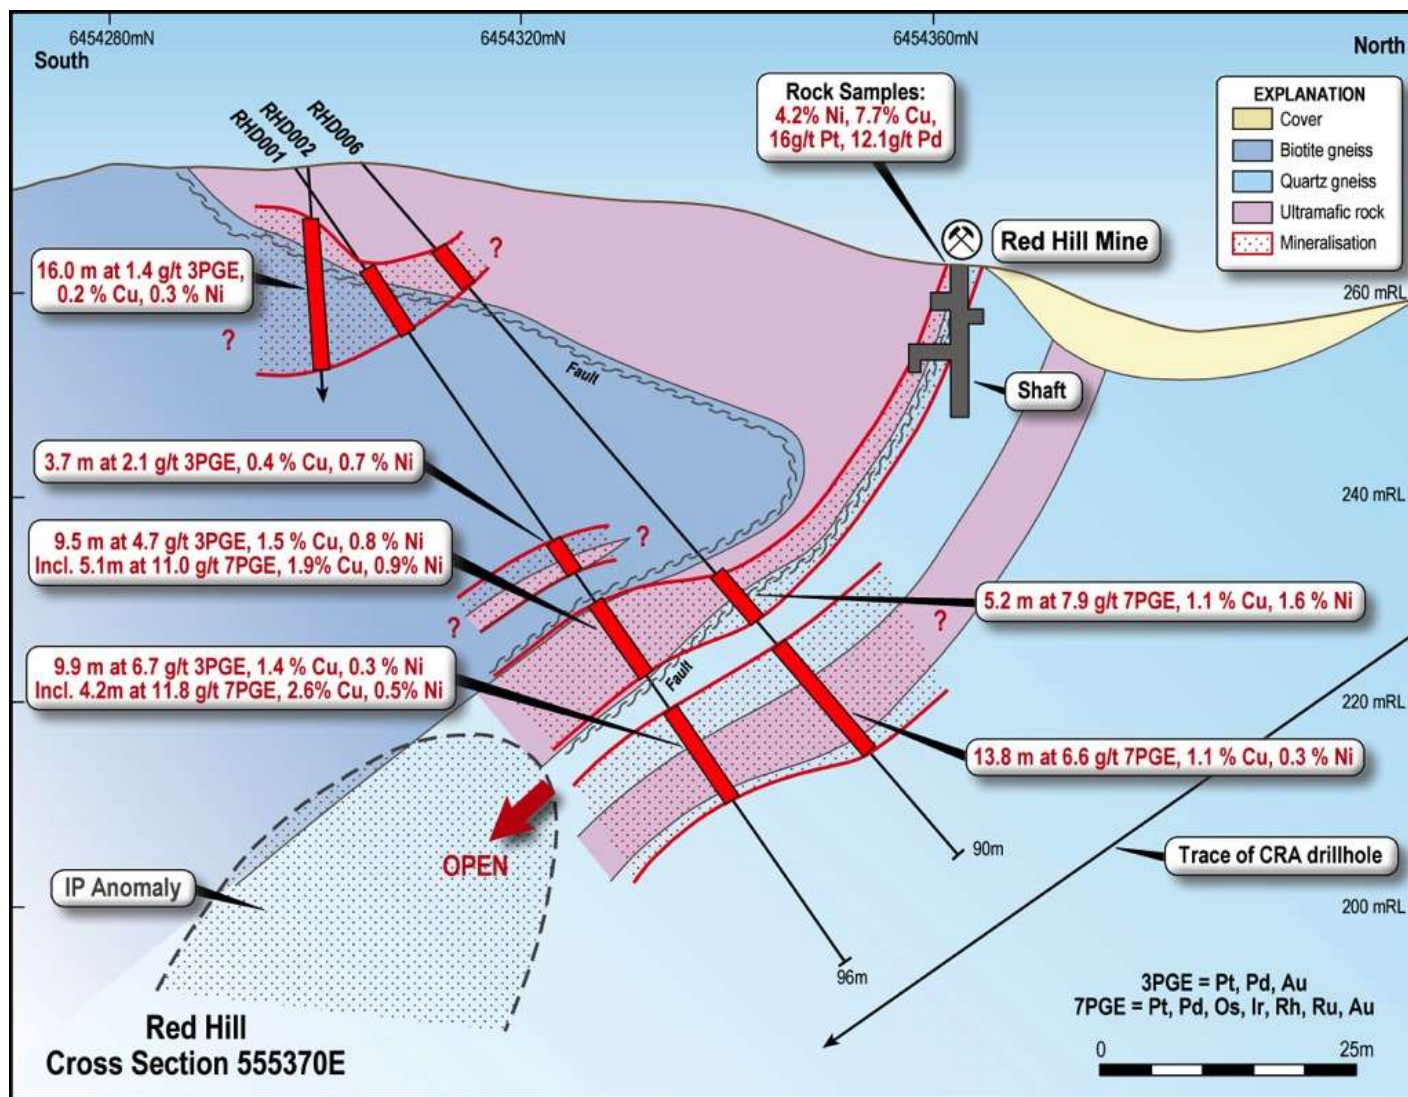 6454280mN
6454320mN
6454360mN
South
North
RHD001
RHD002
RHD006
Rock Samples:
4.2% Ni, 7.7% Cu,
16g/t Pt, 12.1g/t Pd
EXPLANATION
Cover
Biotite gneiss
Quartz gneiss
Ultramafic rock
Mineralisation
Red Hill Mine
?
16.0 m at 1.4 g/t 3PGE,
0.2 % Cu, 0.3 % Ni
260 mRL
?
Fault
Shaft
3.7 m at 2.1 g/t 3PGE, 0.4 % Cu, 0.7 % Ni
240 mRL
?
9.5 m at 4.7 g/t 3PGE, 1.5 % Cu, 0.8 % Ni
Incl. 5.1m at 11.0 g/t 7PGE, 1.9% Cu, 0.9% Ni
5.2 m at 7.9 g/t 7PGE, 1.1 % Cu, 1.6 % Ni
?
?
9.9 m at 6.7 g/t 3PGE, 1.4 % Cu, 0.3 % Ni
Incl. 4.2m at 11.8 g/t 7PGE, 2.6% Cu, 0.5% Ni
Fault
220 mRL
13.8 m at 6.6 g/t 7PGE, 1.1 % Cu, 0.3 % Ni
OPEN
90m
Trace of CRA drillhole
IP Anomaly
200 mRL
96m
3PGE = Pt, Pd, Au
7PGE = Pt, Pd, Os, Ir, Rh, Ru, Au
Red Hill
Cross Section 555370E
0
25m